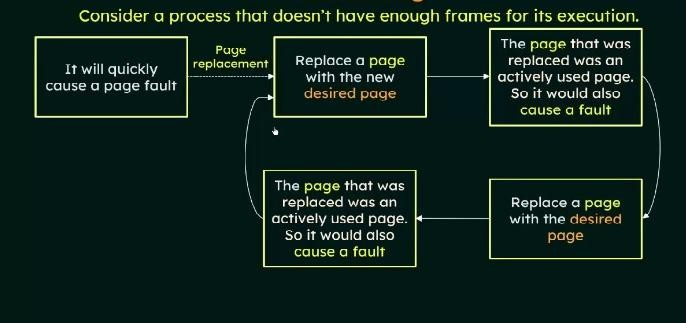 Consider a process that doesn't have enough frames for its execution.
It will quickly
cause a page fault
Page
replacement
Replace a page
with the new
desired page
The page that was
replaced was an
actively used page.
So it would also
cause a fault
Replace a page
with the desired
page
The page that was
replaced was an
actively used page.
So it would also
cause a fault